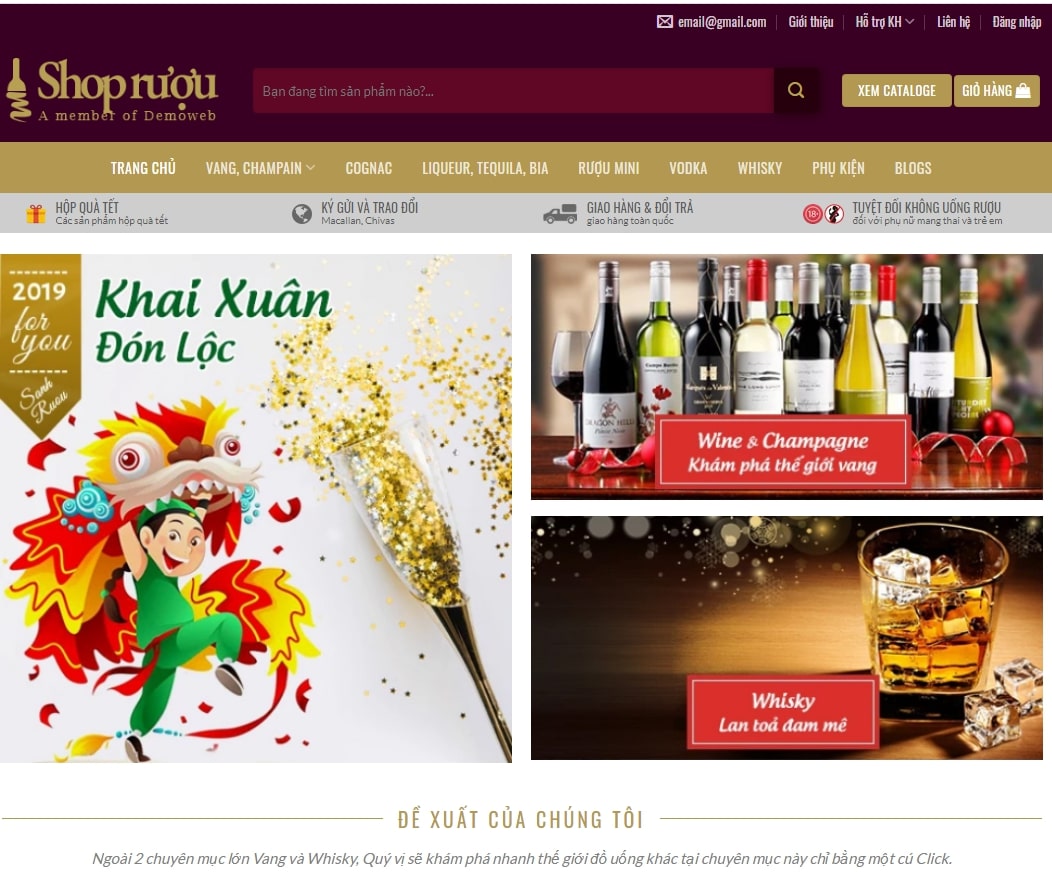 email@gmail.com Giới thiệu Hỗ trợ KH Liên hệ Đăng nhập
Shop rượu
A member of Demoweb
Bạn đang tìm sản phẩm nào?...
XEM CATALOGE
GIỎ HÀNG
TRANG CHỦ VANG, CHAMPAIN COGNAC LIQUEUR, TEQUILA, BIA RƯỢU MINI VODKA WHISKY PHỤ KIỆN BLOGS
HỘP QUÀ TẾT
Các sản phẩm hộp quà tết
KÝ GỬI VÀ TRAO ĐỔI
Macallan, Chivas
GIAO HÀNG & ĐỔI TRẢ
giao hàng toàn quốc
18+
TUYỆT ĐỐI KHÔNG UỐNG RƯỢU
đối với phụ nữ mang thai và trẻ em
2019
for
you
Sanh
Rượu
Khai Xuân
Đón Lộc
DRAGON HILLS
Pinot Noir
Wine & Champagne
Khám phá thế giới vang
Whisky
Lan toả đam mê
ĐỀ XUẤT CỦA CHÚNG TÔI
Ngoài 2 chuyên mục lớn Vang và Whisky, Quý vị sẽ khám phá nhanh thế giới đồ uống khác tại chuyên mục này chỉ bằng một cú Click.